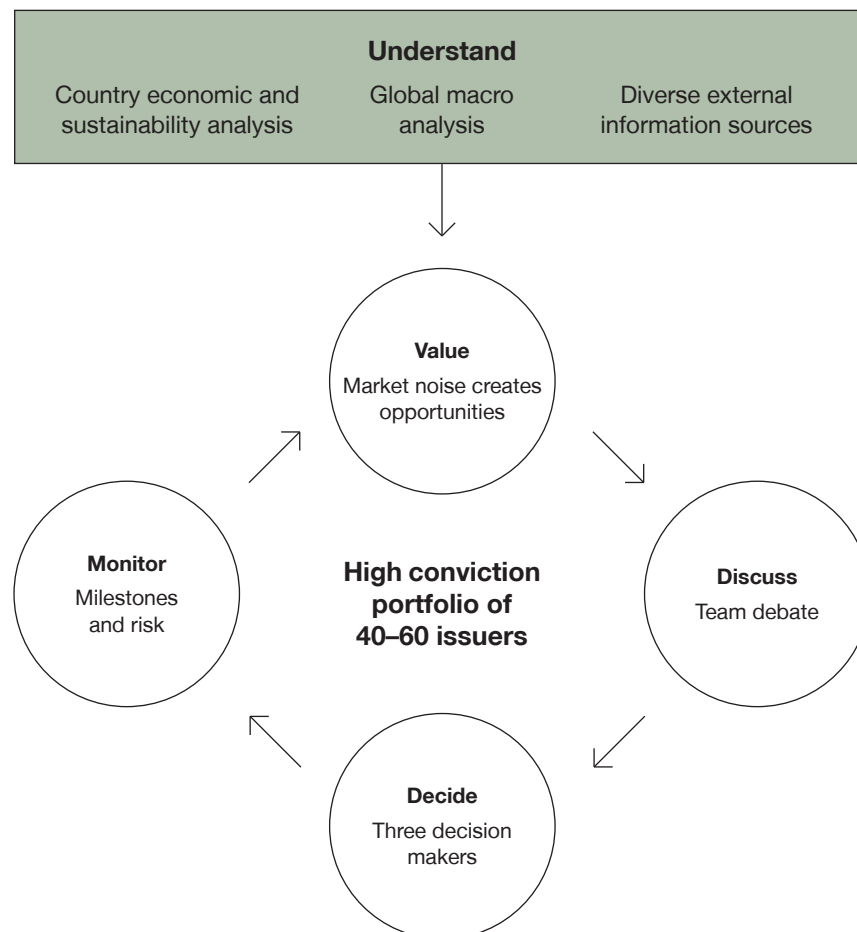 Understand
Country economic and
sustainability analysis
Global macro
analysis
Diverse external
information sources
Value
Market noise creates
opportunities
Monitor
Milestones
and risk
High conviction
portfolio of
40–60 issuers
Discuss
Team debate
Decide
Three decision
makers